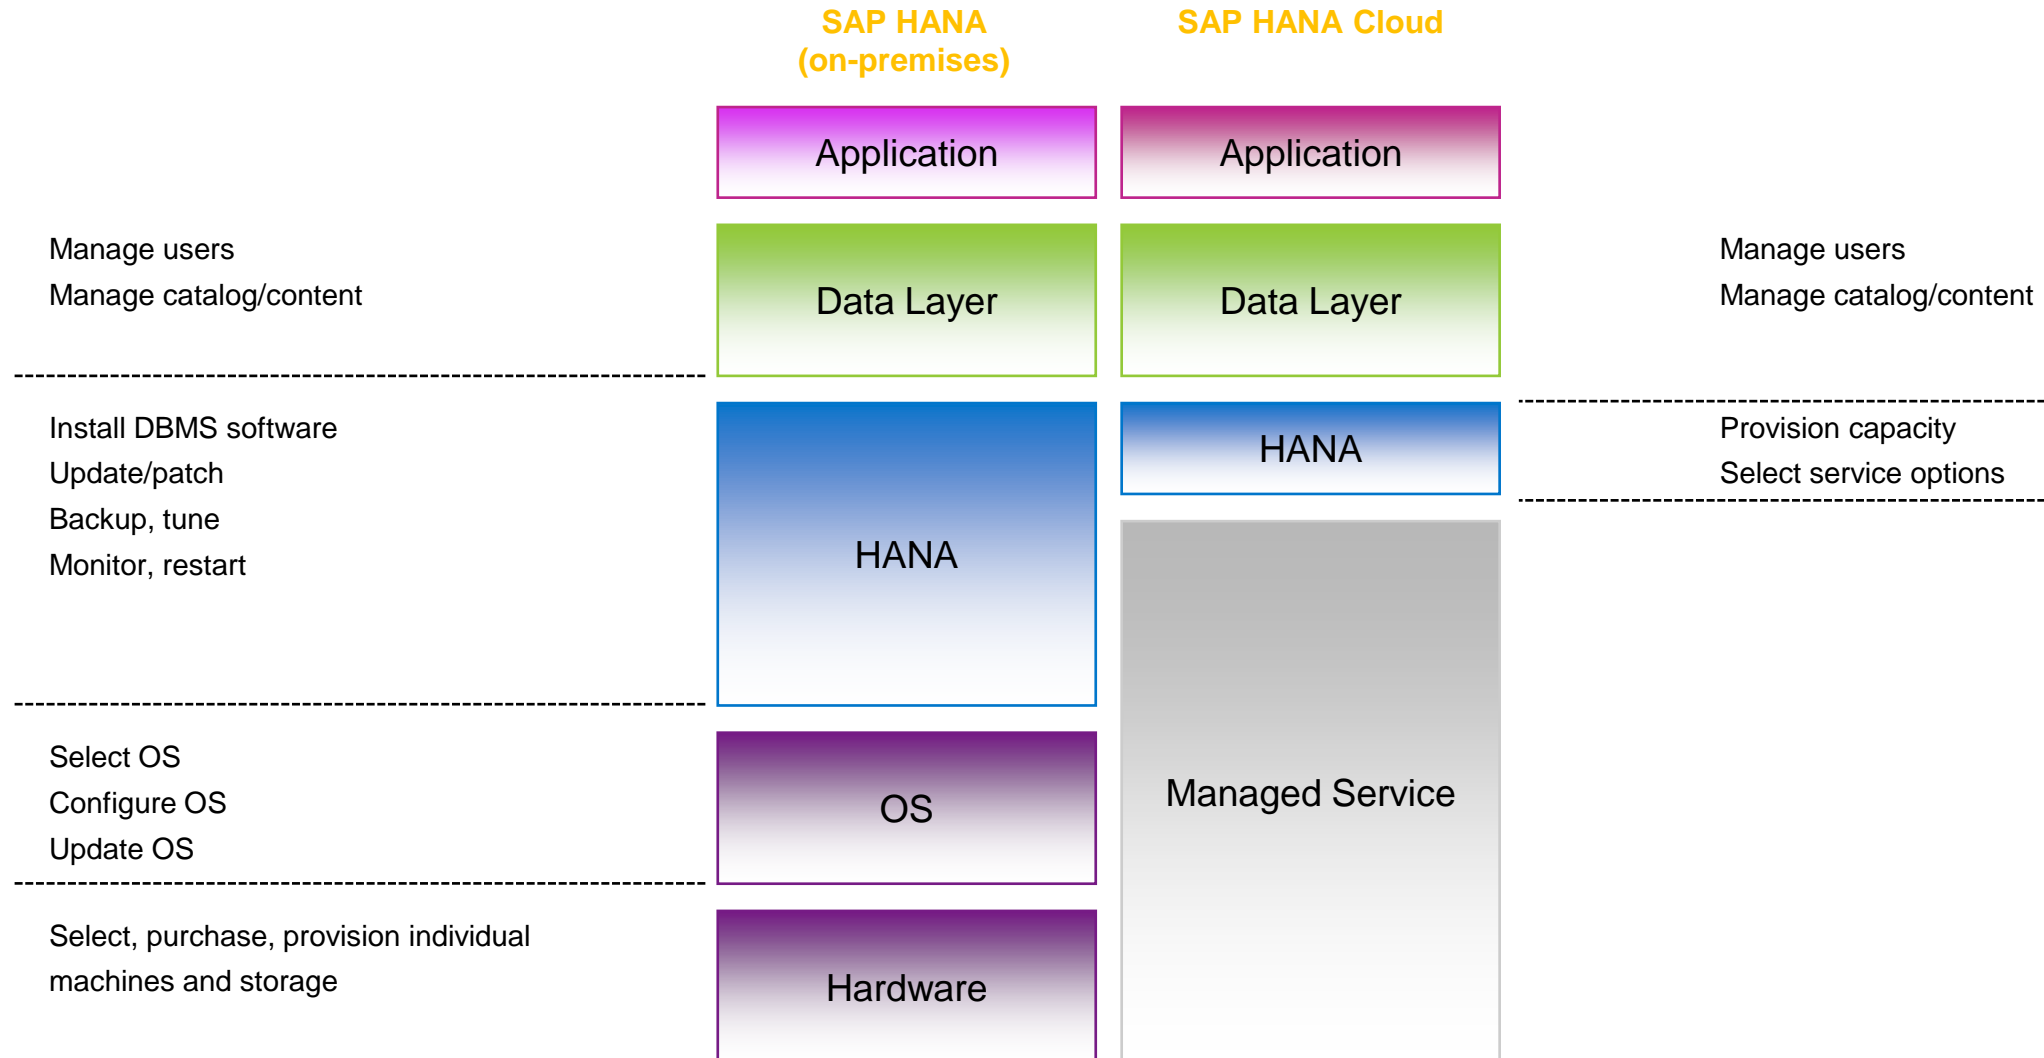 SAP HANA
(on-premises)
SAP HANA Cloud
Application
Application
Manage users
Manage catalog/content
Data Layer
Data Layer
Manage users
Manage catalog/content
Install DBMS software
Update/patch
Backup, tune
Monitor, restart
HANA
HANA
Provision capacity
Select service options
Select OS
Configure OS
Update OS
OS
Managed Service
Select, purchase, provision individual
machines and storage
Hardware